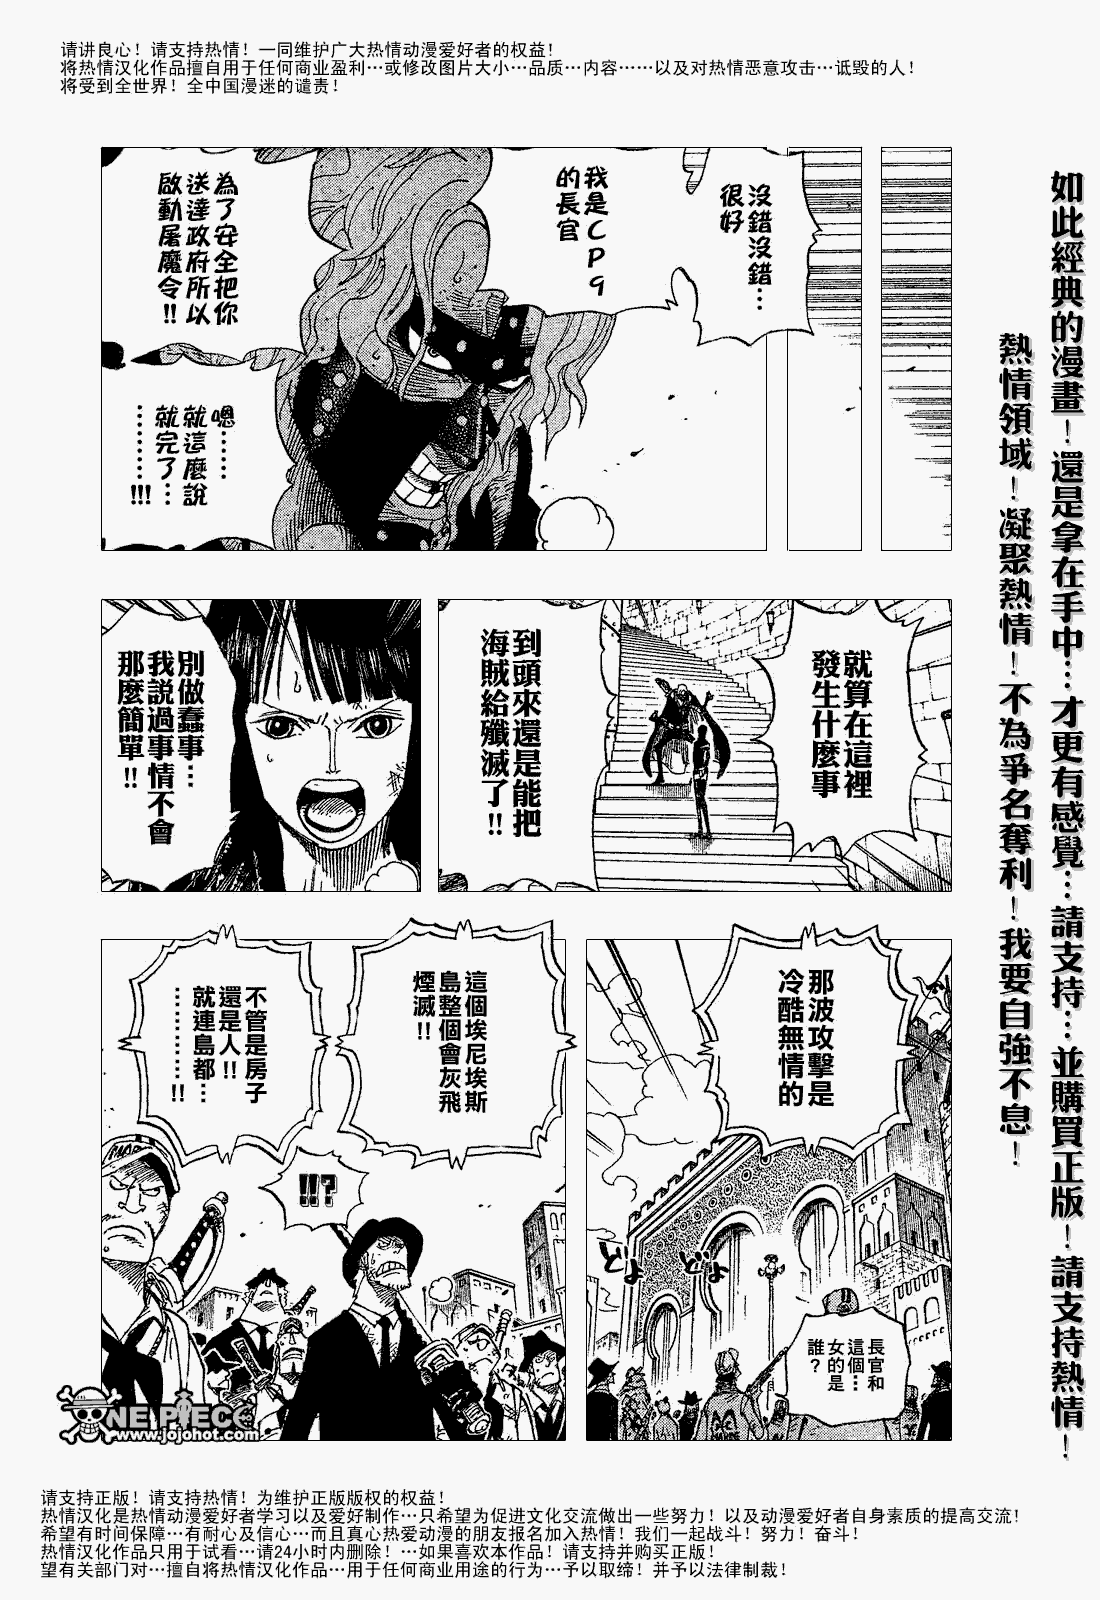 请讲良心！请支持热情！一同维护广大热情动漫爱好者的权益！
将热情汉化作品擅自用于任何商业盈利…或修改图片大小…品质…内容……以及对热情恶意攻击…诋毁的人！
将受到全世界！全中国漫迷的谴责！
如此經典的漫畫！還是拿在手中…才更有感覺…請支持…並購買正版！請支持熱情！
熱情領域！凝聚熱情！不為爭名奪利！我要自強不息！
沒錯沒錯…
很好
我是CP9
的長官
為了安全把你
送達政府所以
啟動屠魔令!!
嗯……
就這麼說
就完了…
………!!!
就算在這裡
發生什麼事
到頭來還是能把
海賊給殲滅了!!
別做蠢事…
我說過事情不會
那麼簡單!!
那波攻擊是
冷酷無情的
長官和
這個…
女的是
誰？
どよ
どよ
這個埃尼埃斯
島整個會灰飛
煙滅!!
不管是房子
還是人!!
就連島都…
…………!!
!!?
ONE PIECE
www.jojohot.com
请支持正版！请支持热情！为维护正版版权的权益！
热情汉化是热情动漫爱好者学习以及爱好制作…只希望为促进文化交流做出一些努力！以及动漫爱好者自身素质的提高交流！
希望有时间保障…有耐心及信心…而且真心热爱动漫的朋友报名加入热情！我们一起战斗！努力！奋斗！
热情汉化作品只用于试看…请24小时内删除！…如果喜欢本作品！请支持并购买正版！
望有关部门对…擅自将热情汉化作品…用于任何商业用途的行为…予以取缔！并予以法律制裁！